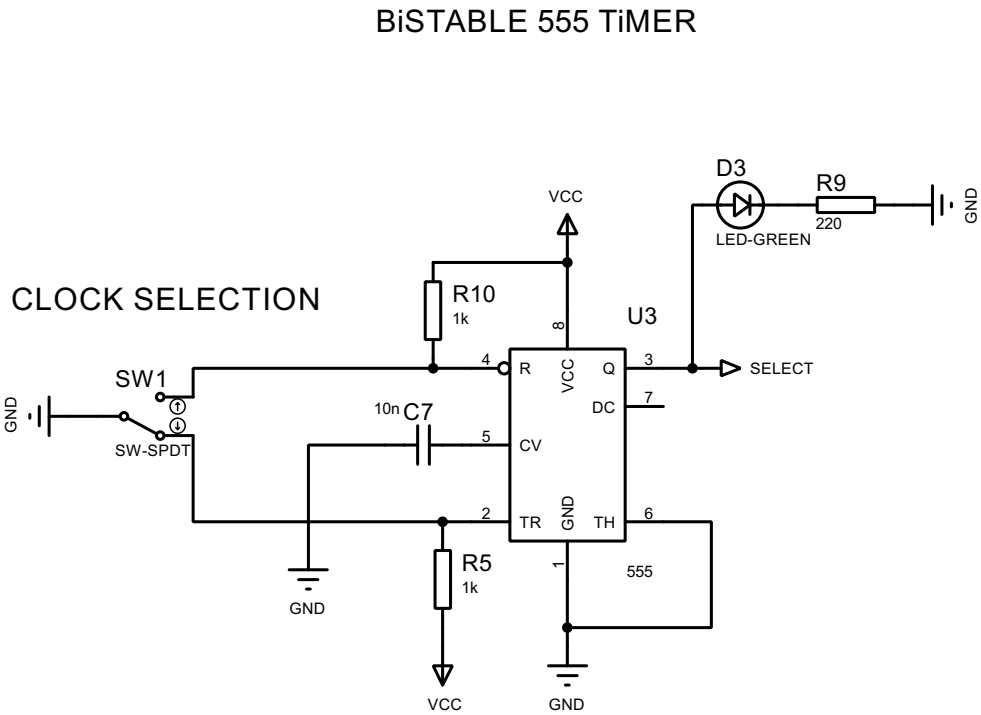 BiSTABLE 555 TiMER
D3
R9
VCC
GND
LED-GREEN
220
CLOCK SELECTION
R10
1k
8
U3
4
R
VCC
Q
3
SELECT
SW1
DC
7
GND
10n
C7
SW-SPDT
5
CV
2
TR
GND
TH
6
1
R5
1k
555
GND
VCC
GND